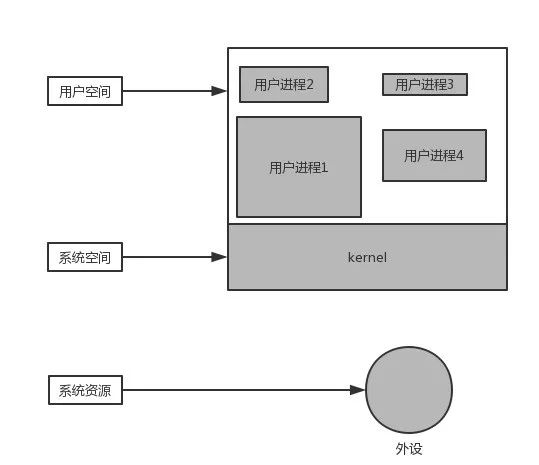 用户空间
用户进程2
用户进程3
用户进程1
用户进程4
系统空间
kernel
系统资源
外设